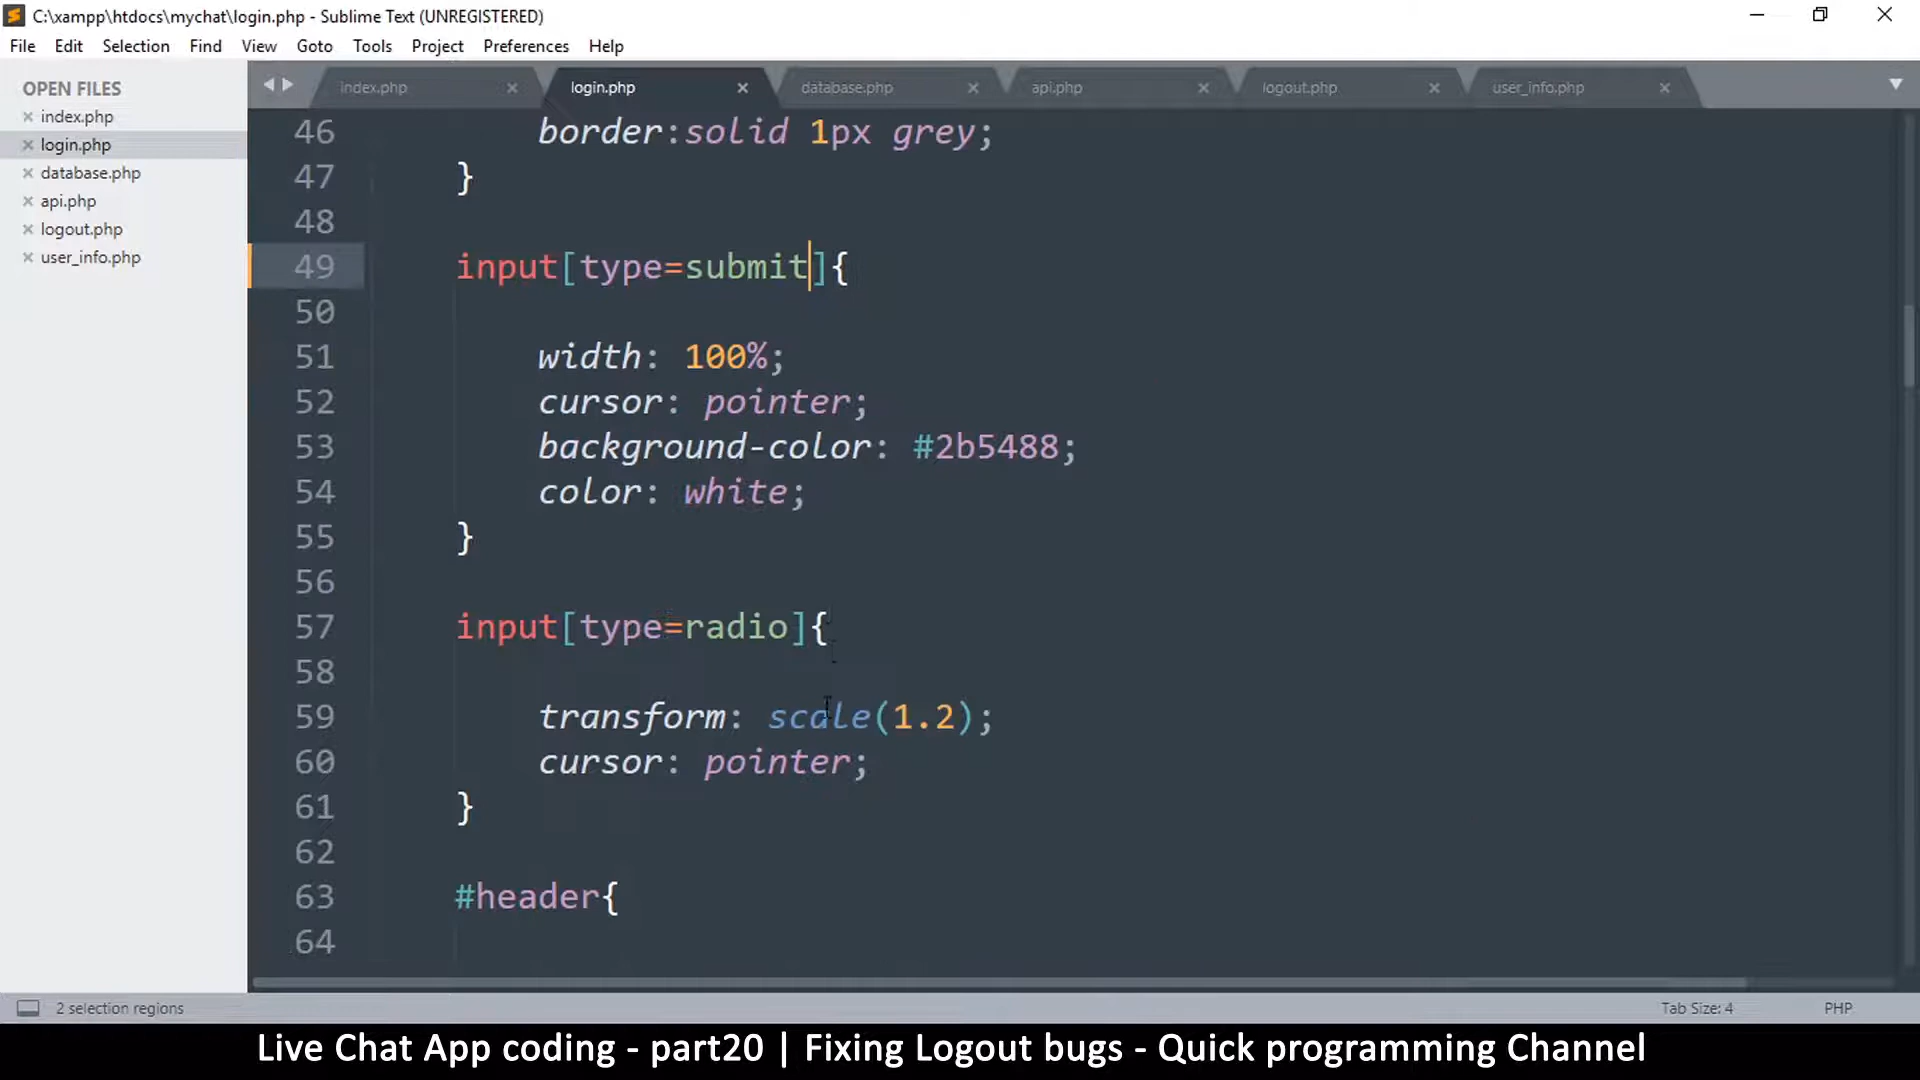 C:\xampp\htdocs\mychat\login.php - Sublime Text (UNREGISTERED)
File Edit Selection Find View Goto Tools Project Preferences Help
OPEN FILES
index.php
login.php
database.php
api.php
logout.php
user_info.php
index.php login.php database.php api.php logout.php user_info.php
46 border:solid 1px grey;
47 }
48
49 input[type=submit]{
50
51 width: 100%;
52 cursor: pointer;
53 background-color: #2b5488;
54 color: white;
55 }
56
57 input[type=radio]{
58
59 transform: scale(1.2);
60 cursor: pointer;
61 }
62
63 #header{
64
2 selection regions Tab Size: 4 PHP
Live Chat App coding - part20 | Fixing Logout bugs - Quick programming Channel